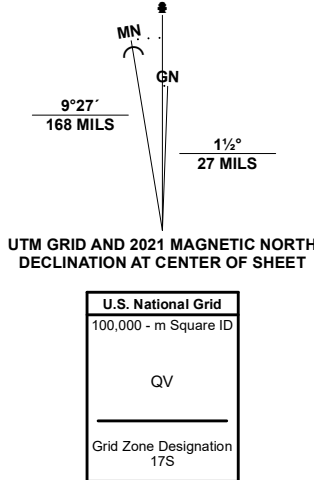 MN
GN
9°27´
168 MILS
1½°
27 MILS
UTM GRID AND 2021 MAGNETIC NORTH
DECLINATION AT CENTER OF SHEET
U.S. National Grid
100,000 - m Square ID
QV
Grid Zone Designation
17S